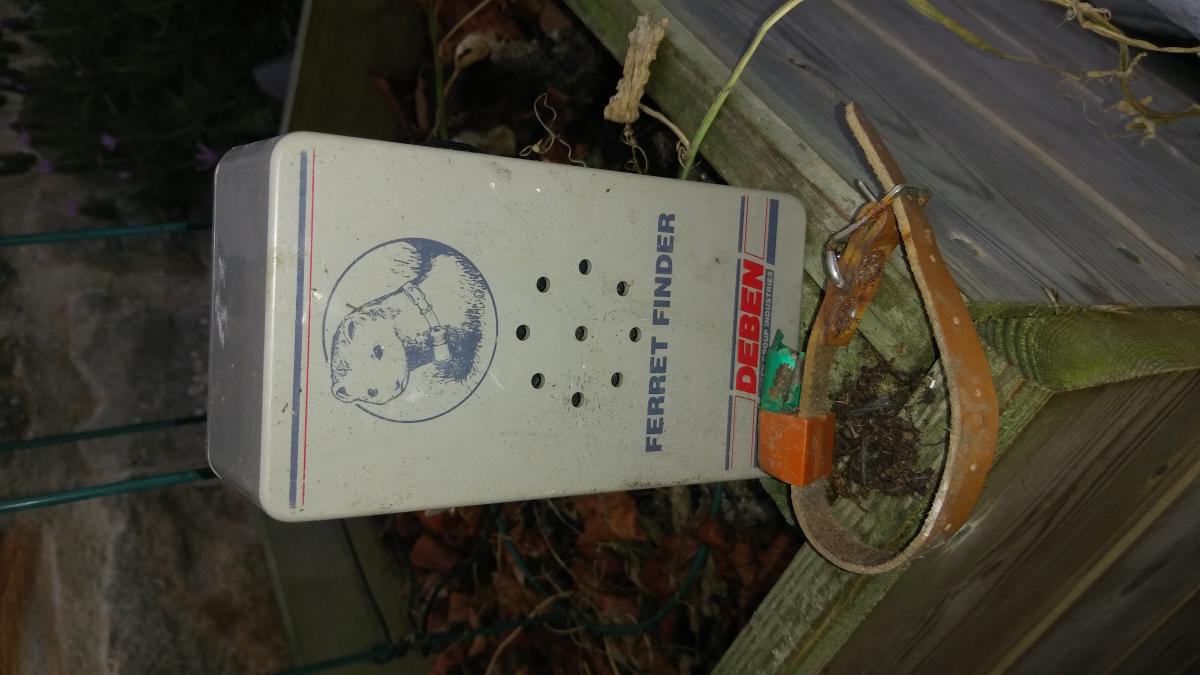 FERRET FINDER
DEBEN
GROUP INDUSTRIES